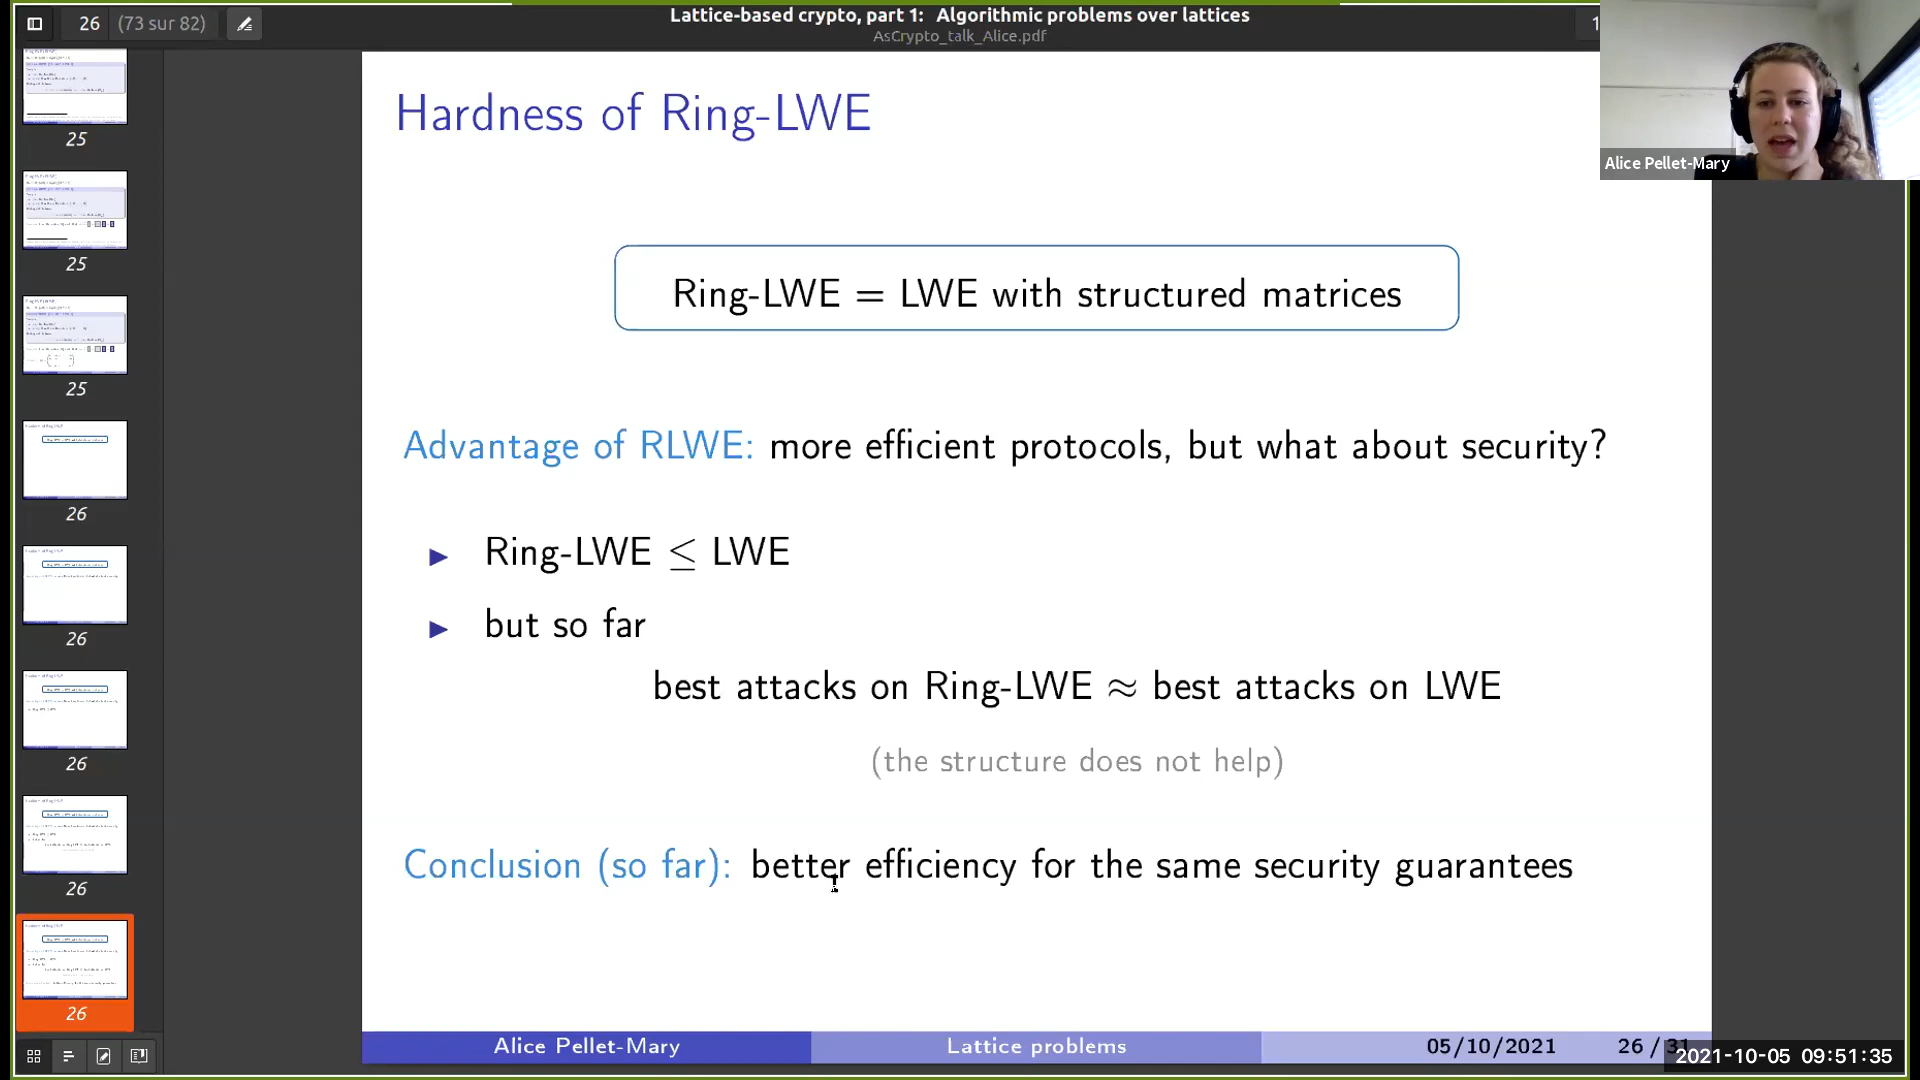 26 (73 sur 82)
Lattice-based crypto, part 1: Algorithmic problems over lattices
AsCrypto_talk_Alice.pdf
1
Alice Pellet-Mary
25
25
25
26
26
26
26
26
Hardness of Ring-LWE
Ring-LWE = LWE with structured matrices
Advantage of RLWE: more efficient protocols, but what about security?
▶ Ring-LWE ≤ LWE
▶ but so far
best attacks on Ring-LWE ≈ best attacks on LWE
(the structure does not help)
Conclusion (so far): better efficiency for the same security guarantees
Alice Pellet-Mary Lattice problems 05/10/2021 26 / 31
2021-10-05 09:51:35